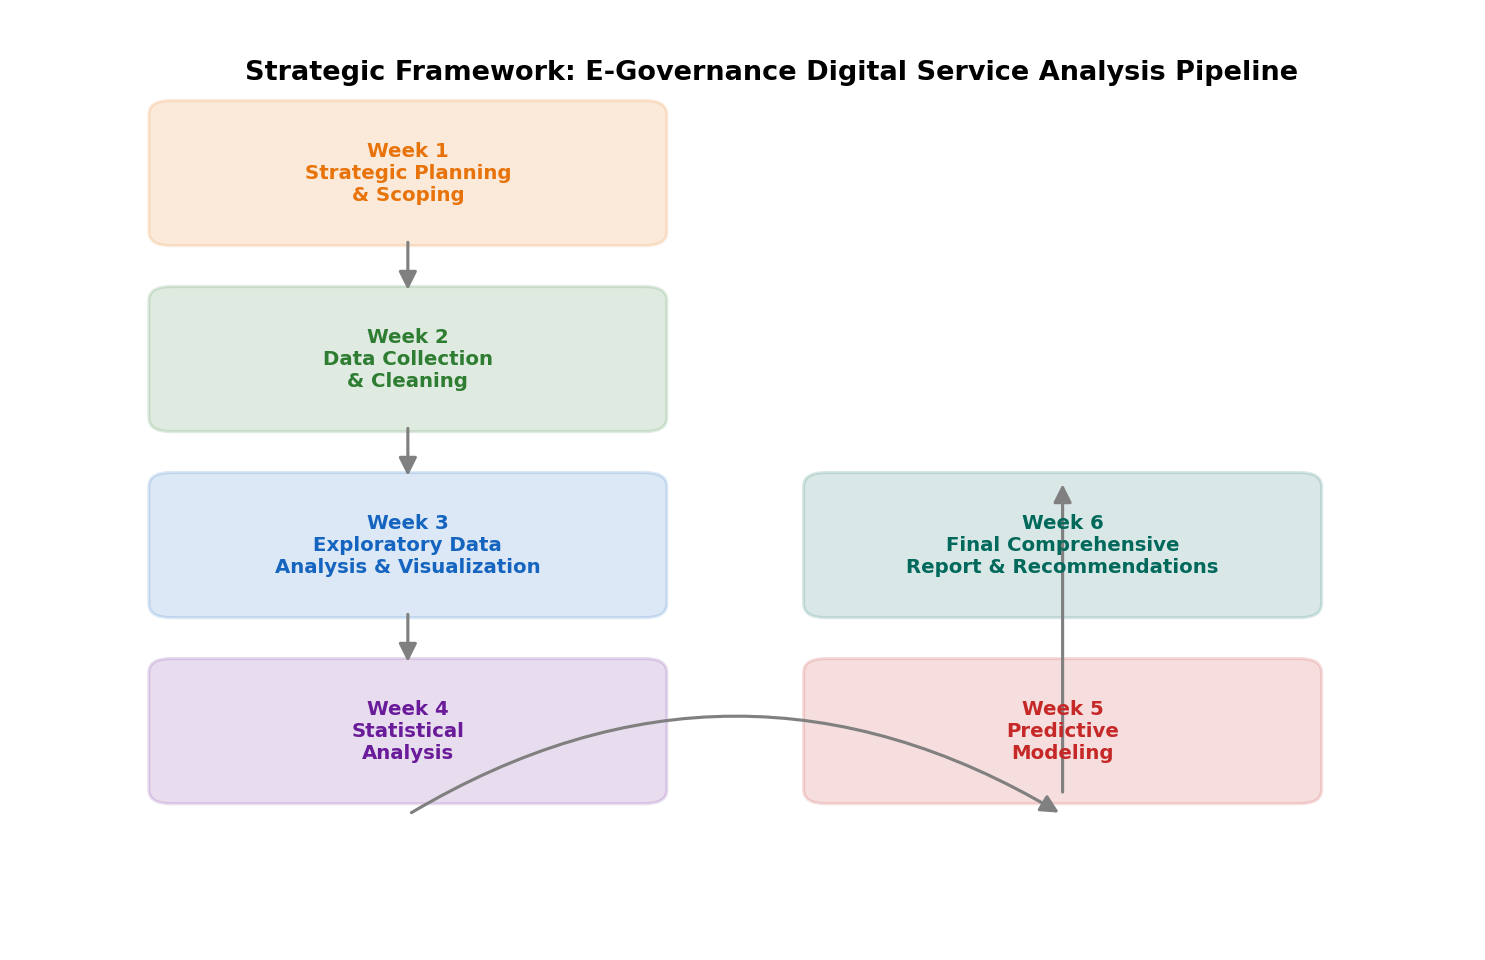 Strategic Framework: E-Governance Digital Service Analysis Pipeline
Week 1
Strategic Planning
& Scoping
Week 2
Data Collection
& Cleaning
Week 3
Exploratory Data
Analysis & Visualization
Week 4
Statistical
Analysis
Week 5
Predictive
Modeling
Week 6
Final Comprehensive
Report & Recommendations